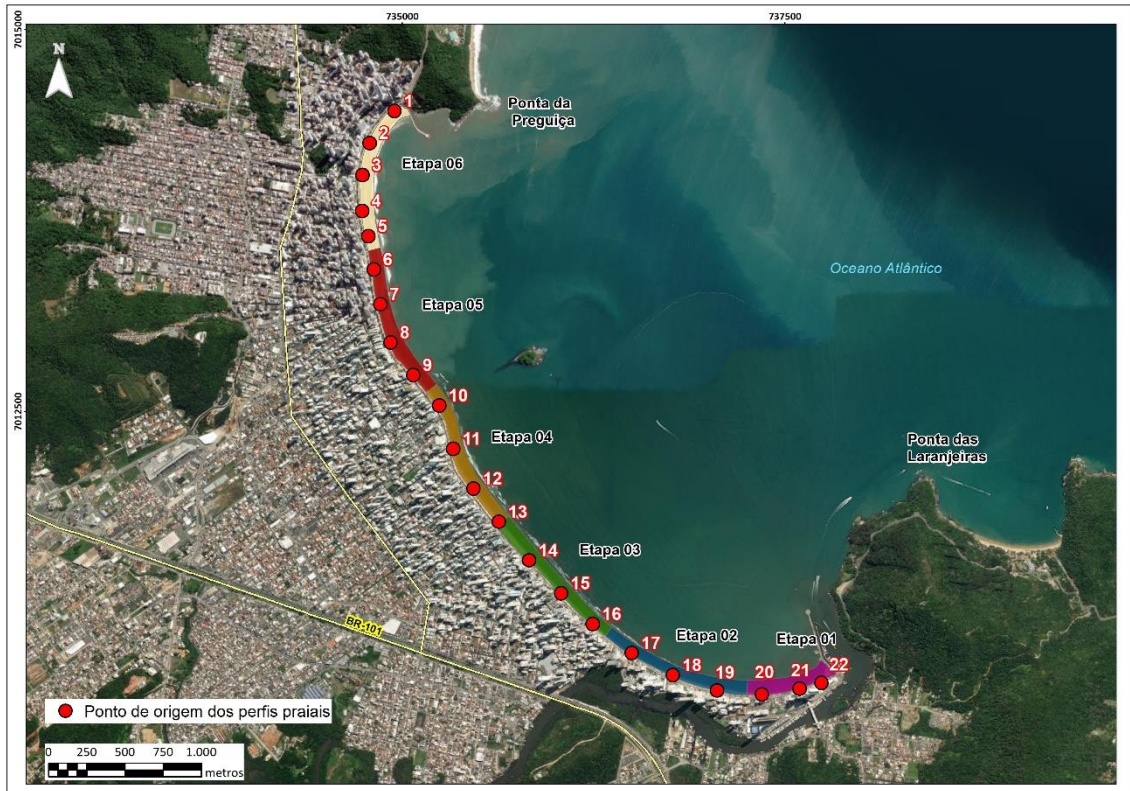 735000
737500
7015000
N
1
Ponta da
Preguiça
2
3
Etapa 06
4
5
Oceano Atlântico
6
7
Etapa 05
8
9
10
7012500
11
Etapa 04
Ponta das
Laranjeiras
12
13
14
Etapa 03
15
16
BR-101
17
Etapa 02
Etapa 01
18
19
20
21
22
Ponto de origem dos perfis praiais
0 250 500 750 1.000
metros